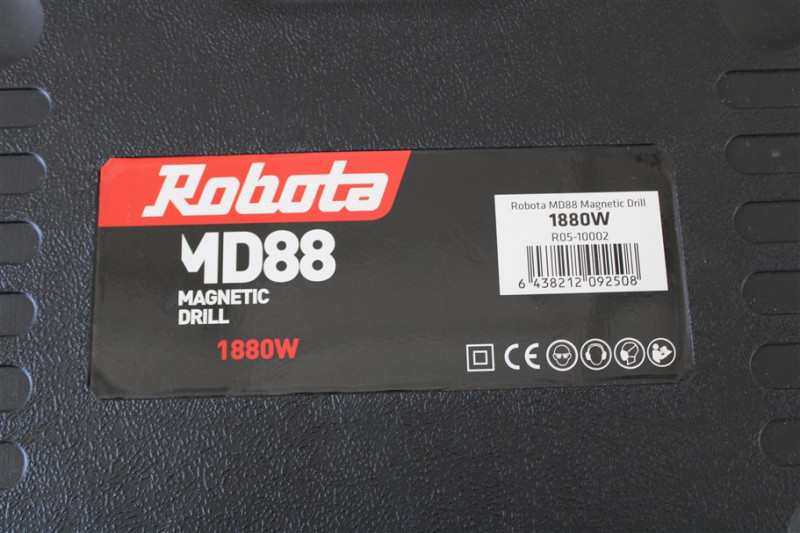 Robota
MD88
MAGNETIC
DRILL
1880W
Robota MD88 Magnetic Drill
1880W
R05-10002
6 438212 092508
CE